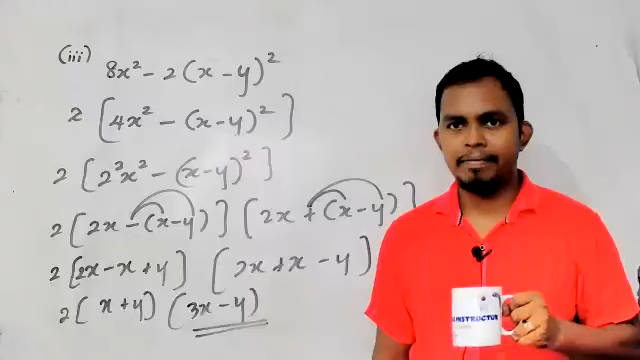 (iii) 8x² - 2(x - y)²
2 [4x² - (x-y)²]
2 [2²x² - (x-y)²]
2 [2x - (x-y)] [2x + (x-y)]
2 [2x - x + y] [2x + x - y]
2 (x+y) (3x - y)
INSTRUCTOR